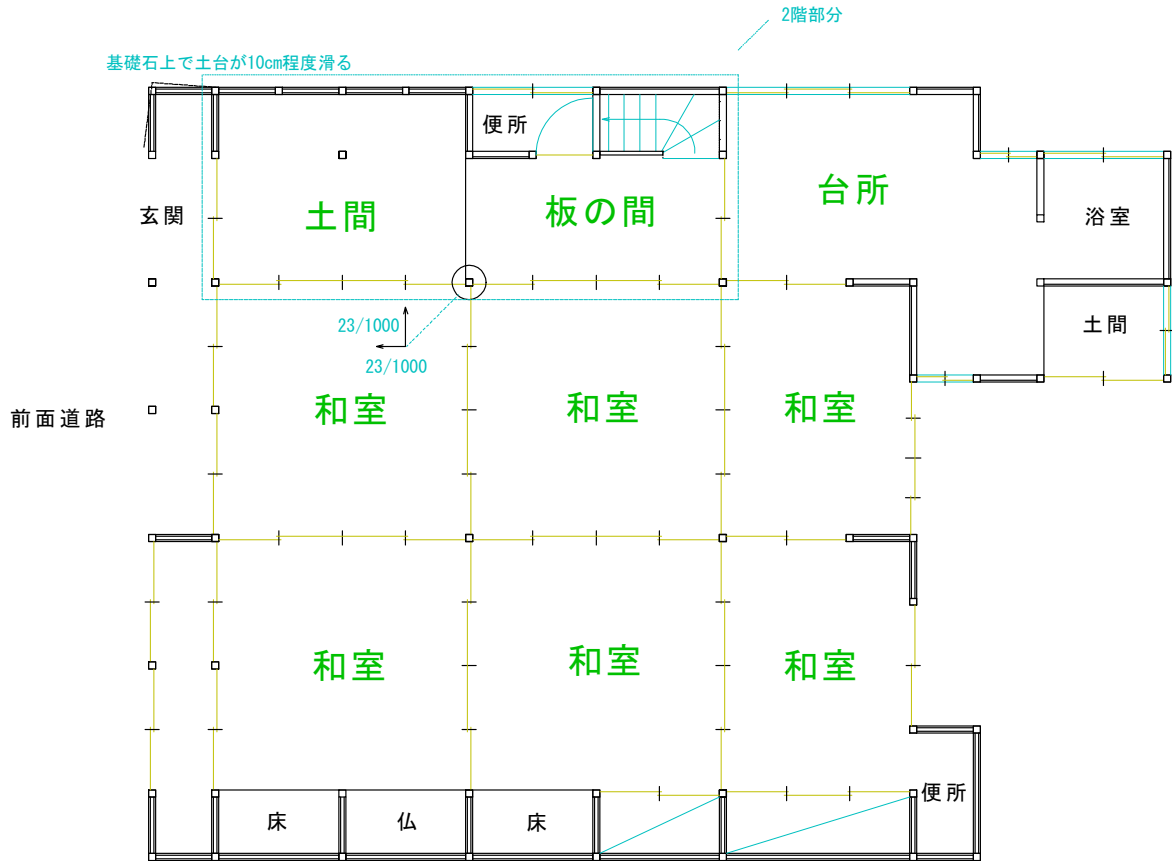 2階部分
基礎石上で土台が10cm程度滑る
便所
玄関
土間
板の間
台所
浴室
土間
23/1000
23/1000
前面道路
和室
和室
和室
和室
和室
和室
床
仏
床
便所